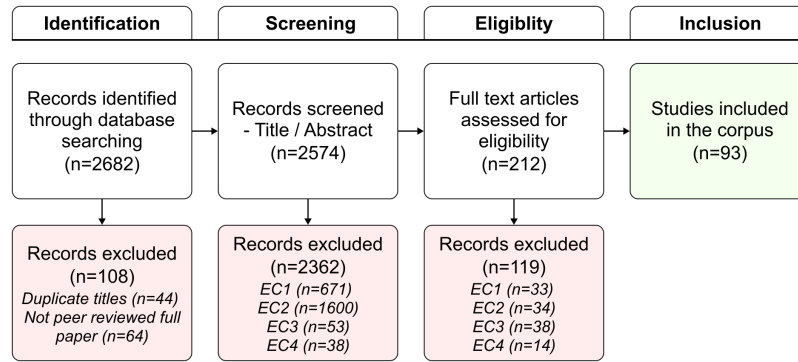 Identification
Screening
Eligiblity
Inclusion
Records identified
through database
searching
(n=2682)
Records screened
- Title / Abstract
(n=2574)
Full text articles
assessed for
eligibility
(n=212)
Studies included
in the corpus
(n=93)
Records excluded
(n=108)
Duplicate titles (n=44)
Not peer reviewed full
paper (n=64)
Records excluded
(n=2362)
EC1 (n=671)
EC2 (n=1600)
EC3 (n=53)
EC4 (n=38)
Records excluded
(n=119)
EC1 (n=33)
EC2 (n=34)
EC3 (n=38)
EC4 (n=14)